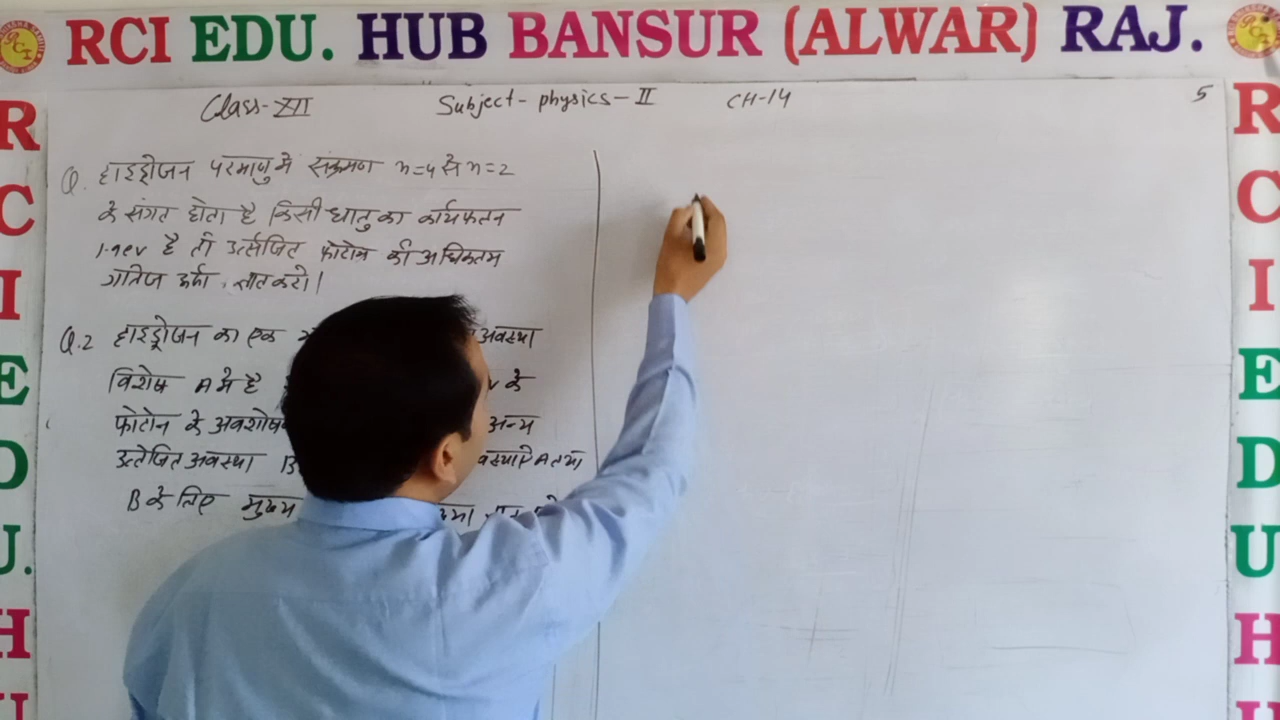 RCI EDU. HUB BANSUR (ALWAR) RAJ.
Class-XII Subject-physics-II CH-14 5
Q. हाइड्रोजन परमाणु मे संक्रमण n=4 से n=2
के संगत होता है किसी धातु का कार्यफलन
1.9ev है तो उत्सर्जित फोटोन की अधिकतम
गतिज ऊर्जा ज्ञात करो।
Q.2 हाइड्रोजन का एक अवस्था
विशेष A मे है के
फोटोन के अवशोषण अन्य
उत्तेजित अवस्था B A तथा
B के लिए मुख्य
R
C
I
E
D
U.
H
U
R
C
I
E
D
U
H
U